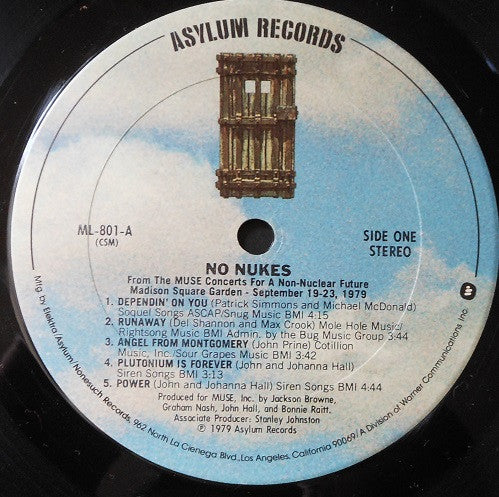 ASYLUM RECORDS
ML-801-A
(CSM)
SIDE ONE
STEREO
NO NUKES
From The MUSE Concerts For A Non-Nuclear Future
Madison Square Garden - September 19-23, 1979
1. DEPENDIN' ON YOU (Patrick Simmons and Michael McDonald)
Soquel Songs ASCAP/Snug Music BMI 4:15
2. RUNAWAY (Del Shannon and Max Crook) Mole Hole Music/
Rightsong Music BMI Admin. by the Bug Music Group 3:44
3. ANGEL FROM MONTGOMERY (John Prine) Cotillion
Music, Inc./Sour Grapes Music BMI 3:42
4. PLUTONIUM IS FOREVER (John and Johanna Hall)
Siren Songs BMI 3:13
5. POWER (John and Johanna Hall) Siren Songs BMI 4:44
Produced for MUSE, Inc. by Jackson Browne,
Graham Nash, John Hall, and Bonnie Raitt.
Associate Producer: Stanley Johnston
℗ 1979 Asylum Records
Mfg. by Elektra/Asylum/Nonesuch Records, 962 North La Cienega Blvd., Los Angeles, California 90069/A Division of Warner Communications Inc.